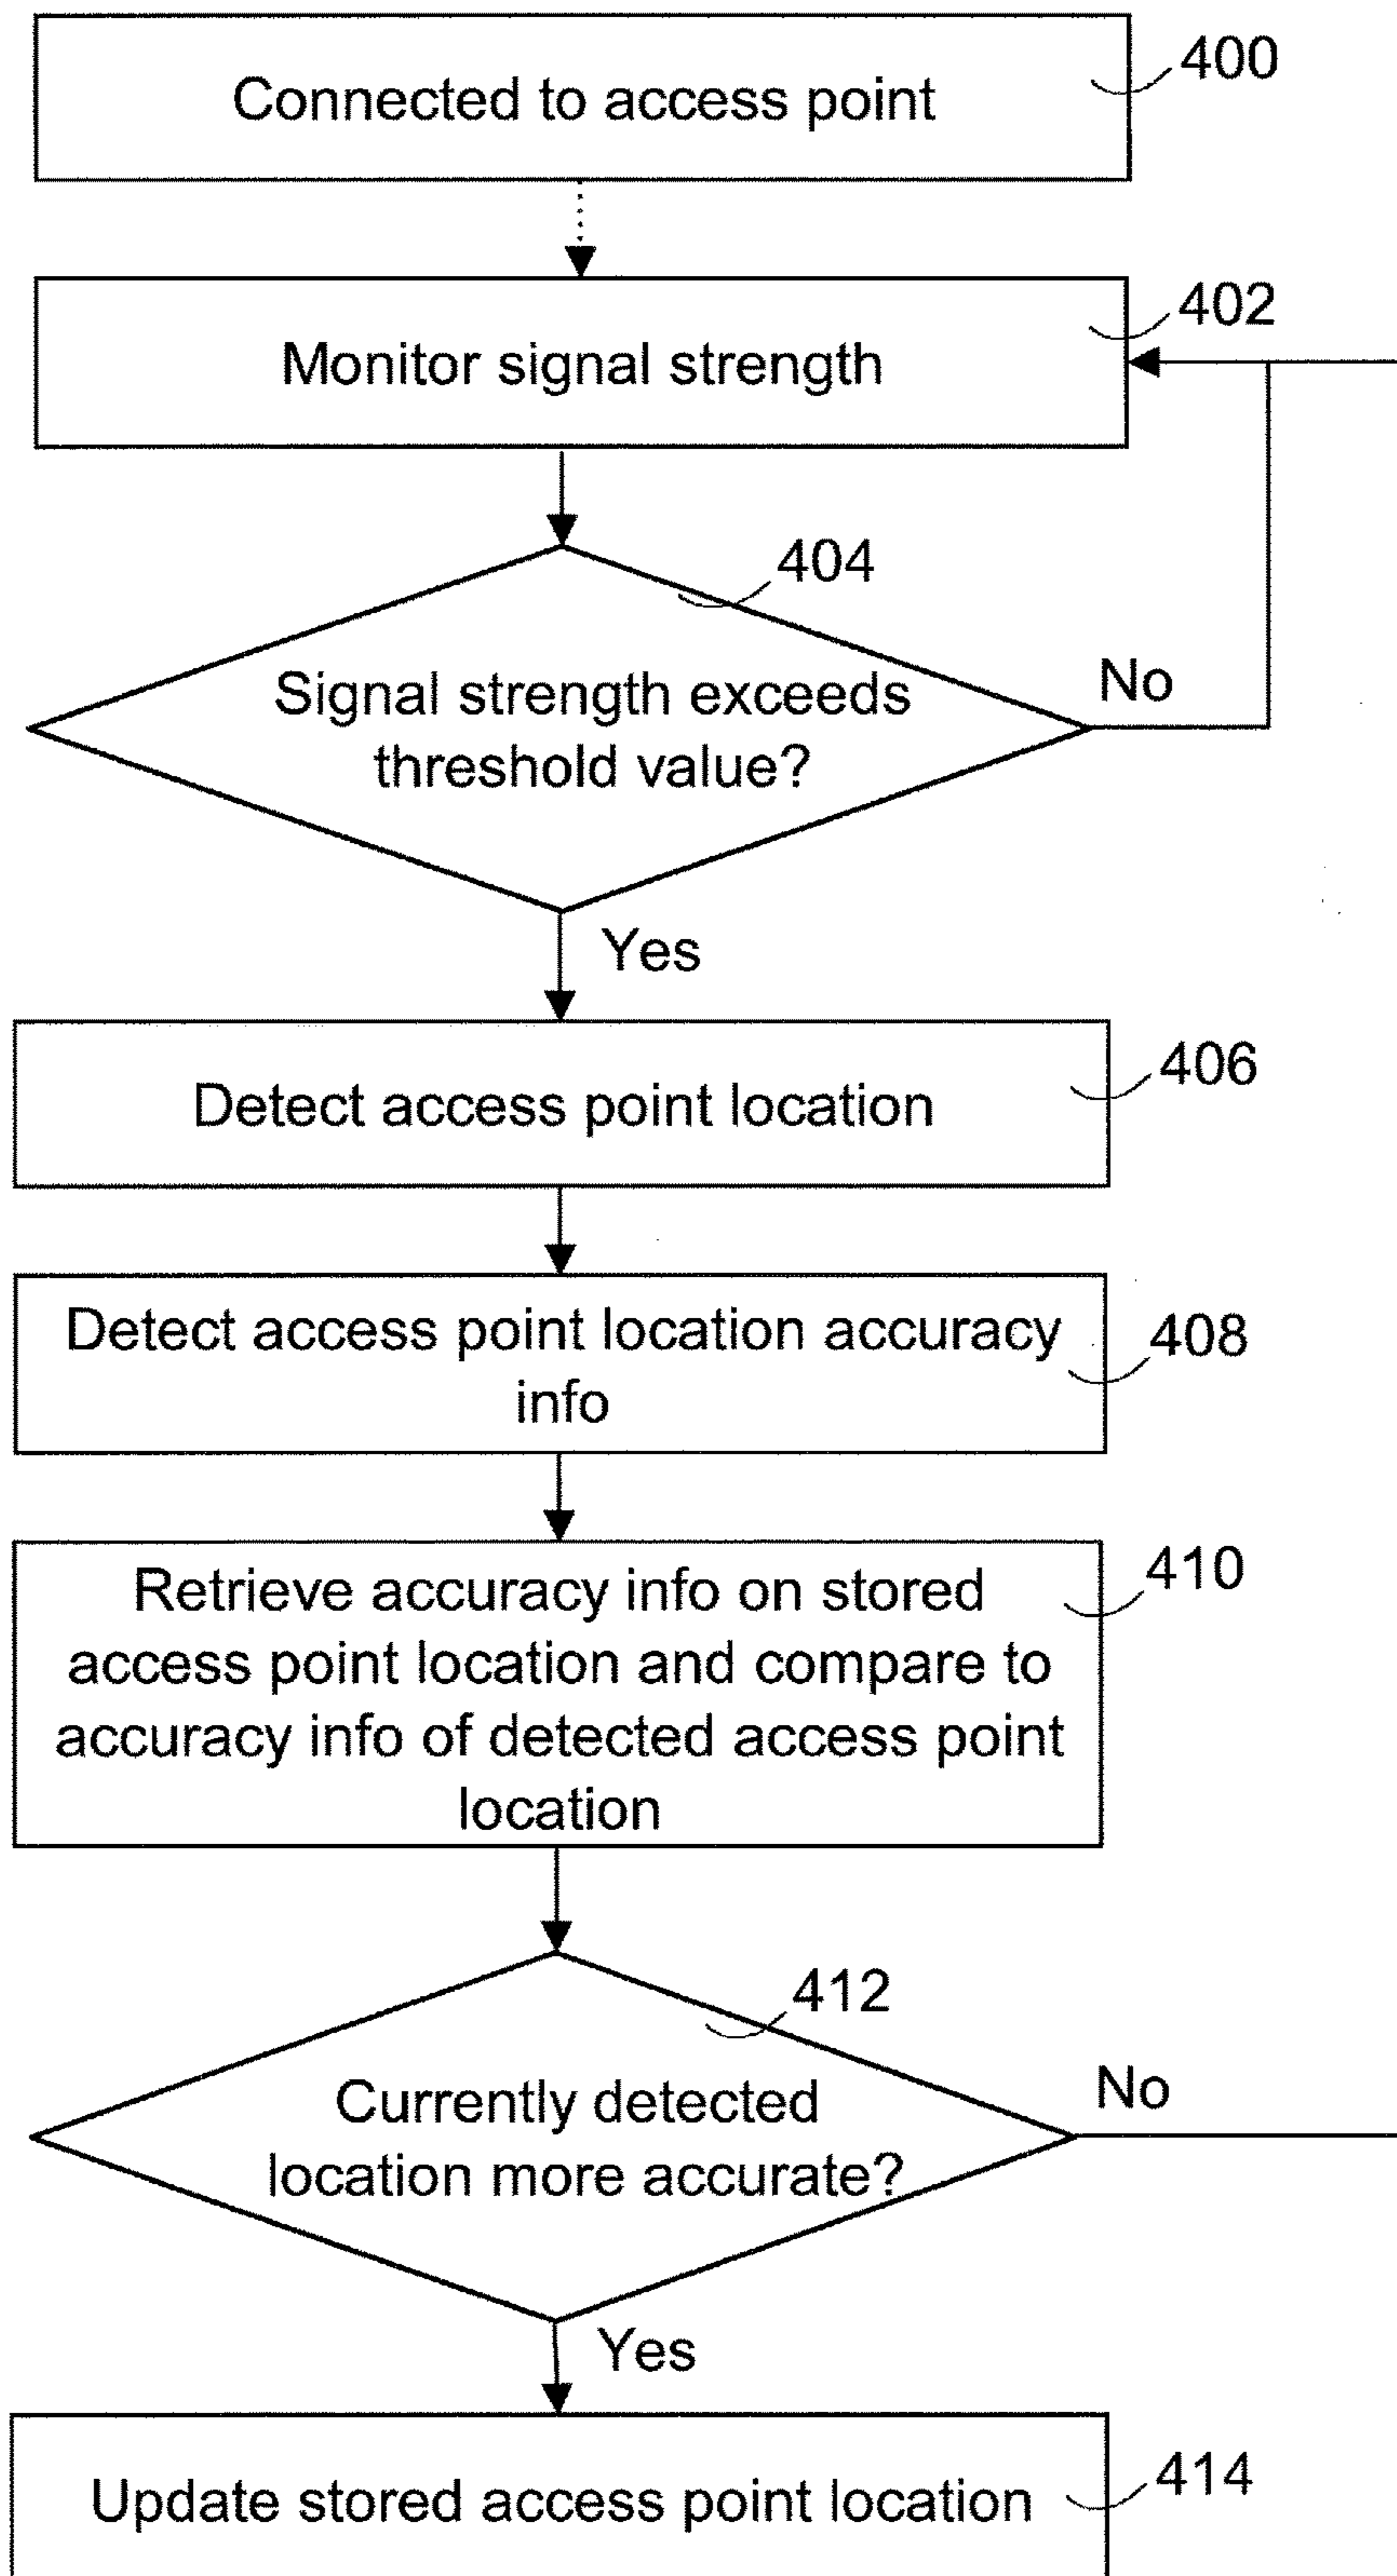 Connected to access point
400
Monitor signal strength
402
404
Signal strength exceeds
threshold value?
No
Yes
Detect access point location
406
Detect access point location accuracy
info
408
Retrieve accuracy info on stored
access point location and compare to
accuracy info of detected access point
location
410
412
Currently detected
location more accurate?
No
Yes
Update stored access point location
414